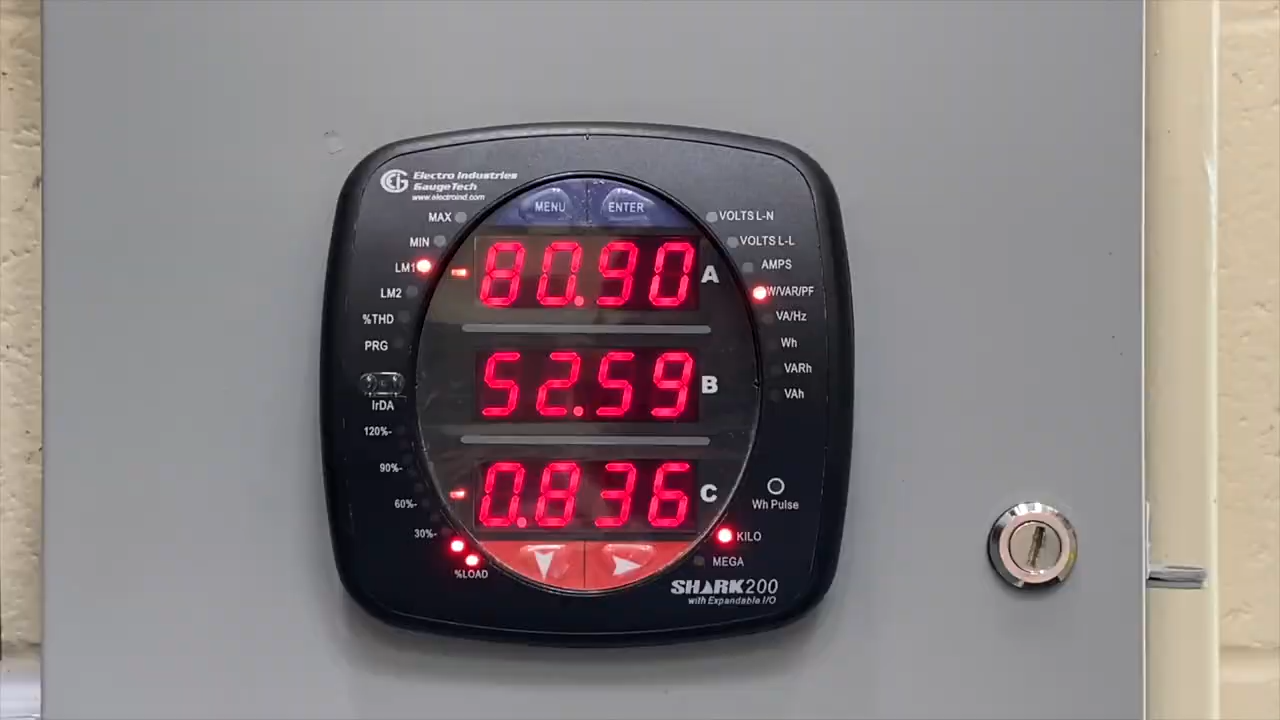 EIG Electro Industries
GaugeTech
www.electroind.com
MENU ENTER
MAX
MIN
LM1
LM2
%THD
PRG
IrDA
120%-
90%-
60%-
30%-
%LOAD
-80.90 A
52.59 B
-0.836 C
VOLTS L-N
VOLTS L-L
AMPS
W/VAR/PF
VA/Hz
Wh
VARh
VAh
Wh Pulse
KILO
MEGA
SHARK200
with Expandable I/O